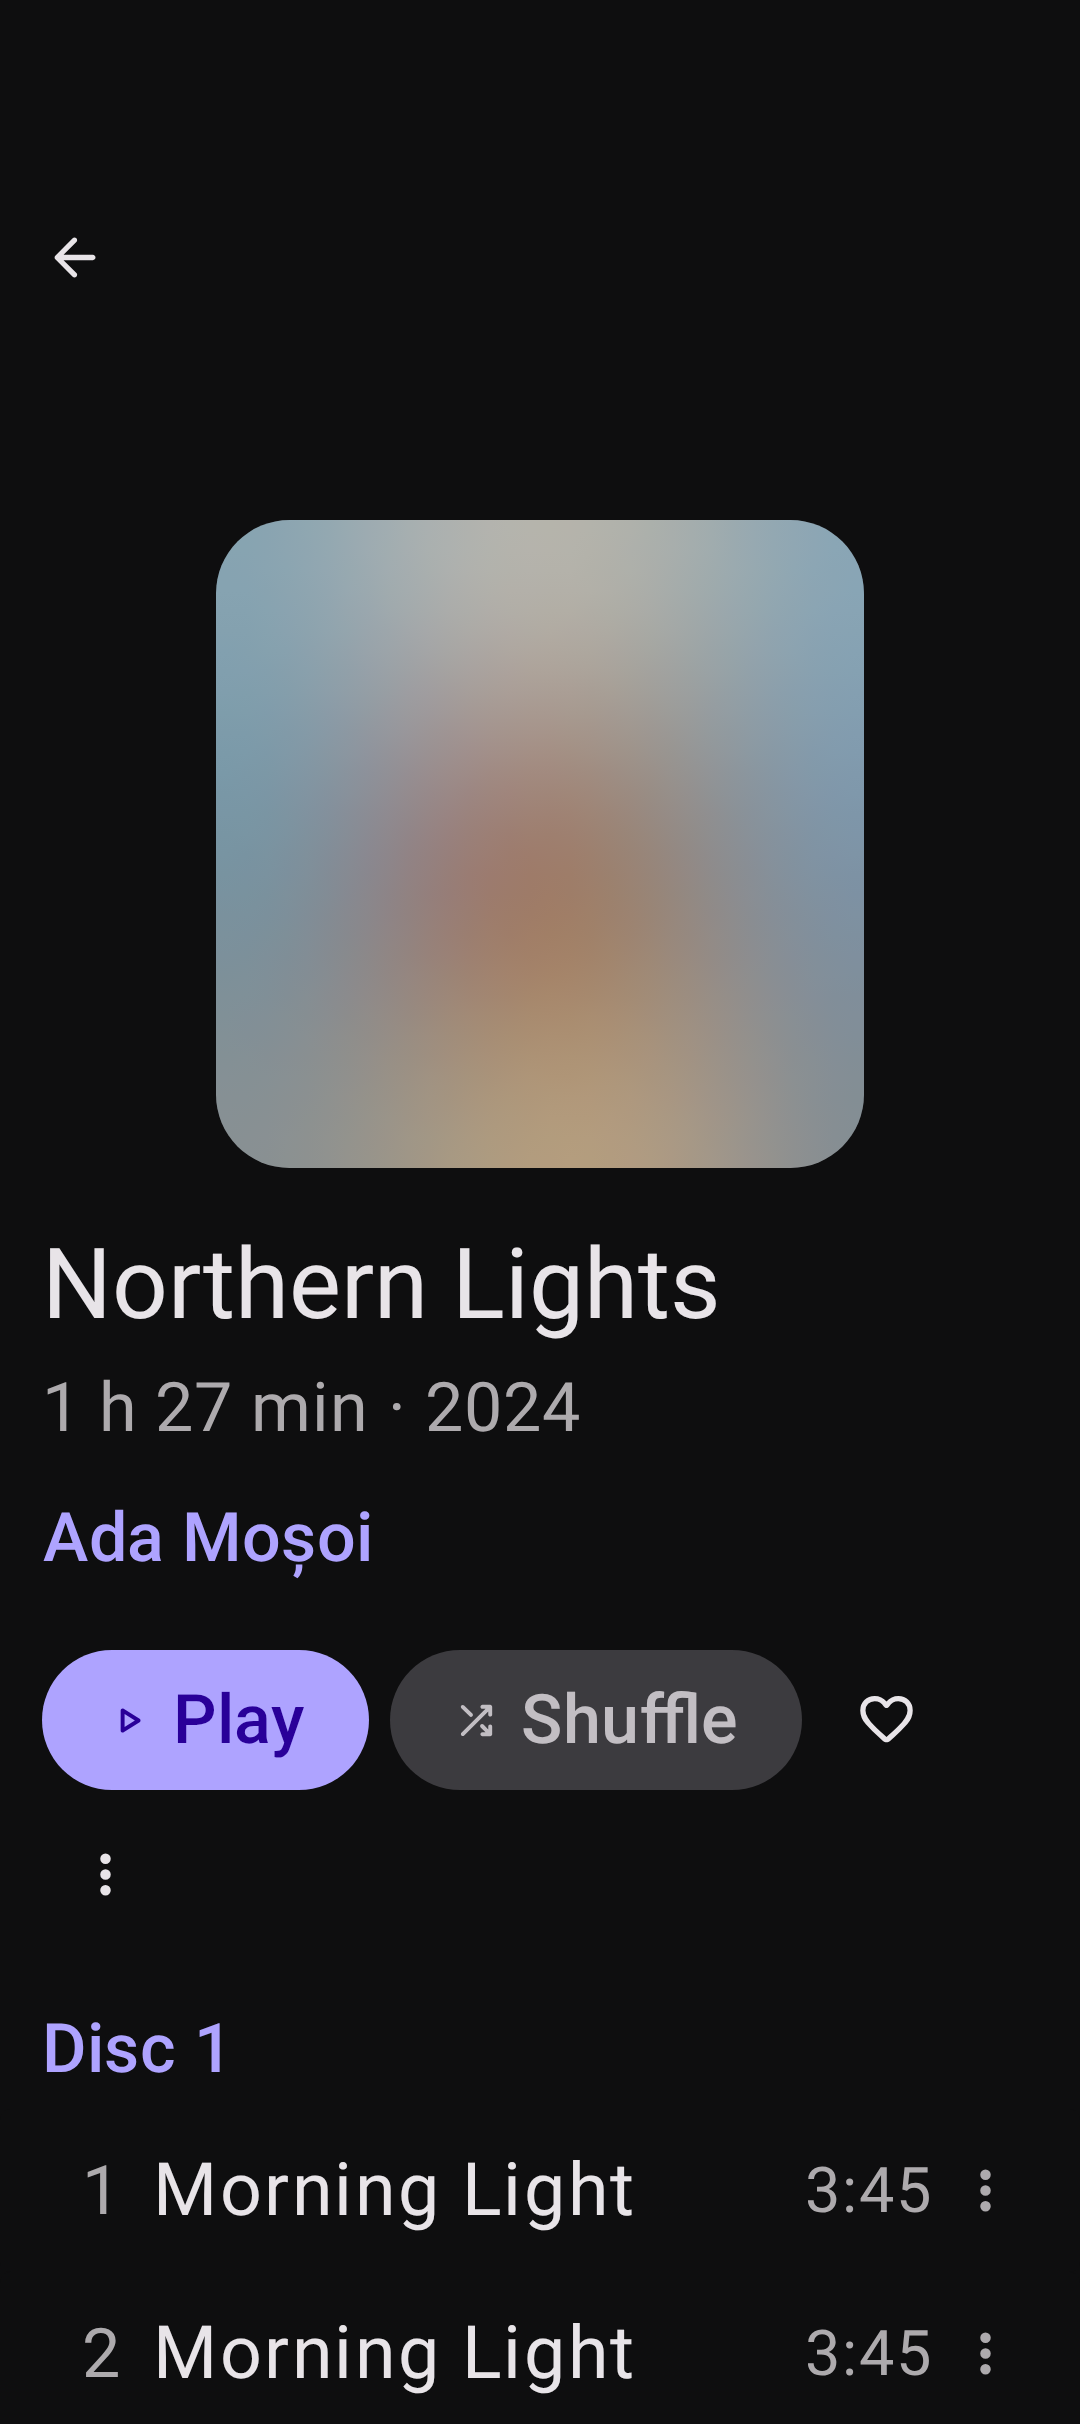 Northern Lights
1 h 27 min · 2024
Ada Moșoi
Play
Shuffle
Disc 1
1 Morning Light 3:45
2 Morning Light 3:45